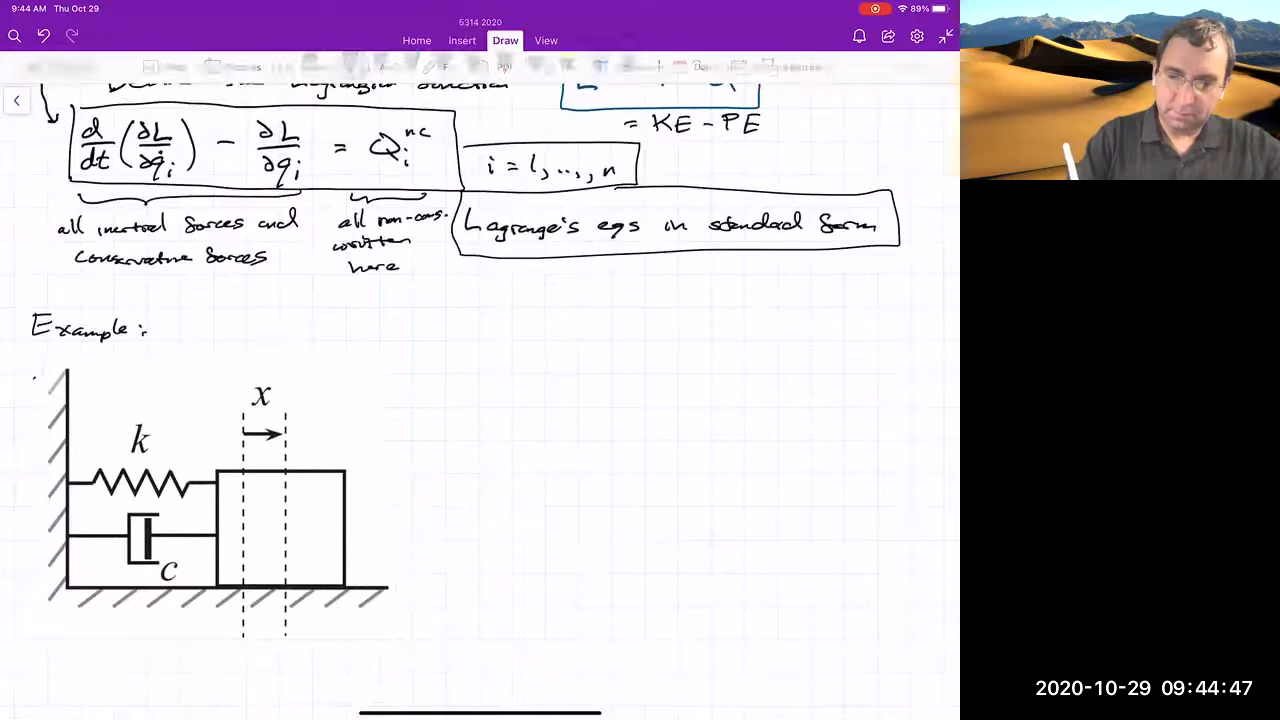 9:44 AM Thu Oct 29
89%
5314 2020
Home Insert Draw View
= KE - PE
d/dt (∂L/∂q̇i) - ∂L/∂qi = Qi^nc
i = 1, ..., n
all inertial forces and conservative forces
all non-cons. written here
Lagrange's eqs in standard form
Example:
x
k
c
2020-10-29 09:44:47